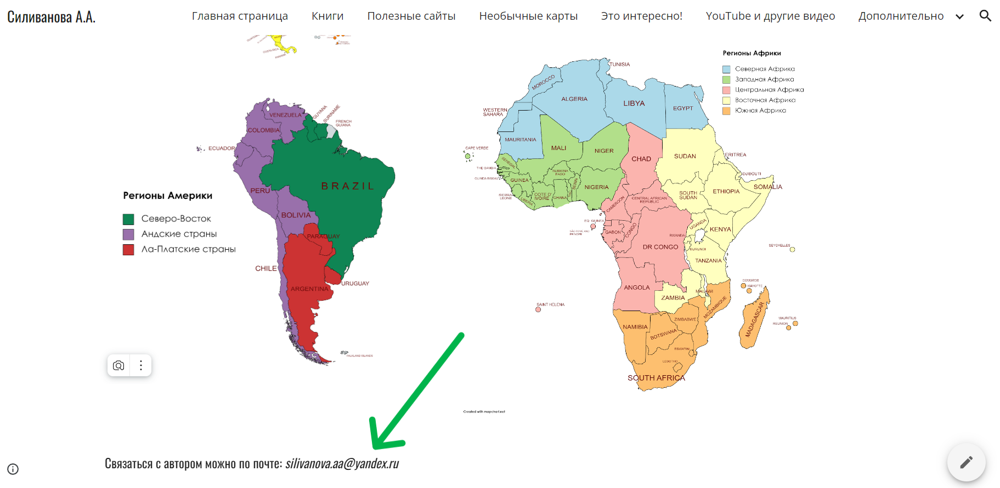 Силиванова А.А.
Главная страница
Книги
Полезные сайты
Необычные карты
Это интересно!
YouTube и другие видео
Дополнительно
COSTA RICA
PANAMA
VENEZUELA
GUYANA
SURINAME
FRENCH
GUIANA
COLOMBIA
ECUADOR
BRAZIL
PERU
BOLIVIA
PARAGUAY
CHILE
URUGUAY
ARGENTINA
FALKLAND ISLANDS
Регионы Америки
Северо-Восток
Андские страны
Ла-Платские страны
Регионы Африки
Северная Африка
Западная Африка
Центральная Африка
Восточная Африка
Южная Африка
TUNISIA
MOROCCO
ALGERIA
LIBYA
EGYPT
WESTERN
SAHARA
MAURITANIA
CAPE VERDE
MALI
NIGER
CHAD
SUDAN
ERITREA
SENEGAL
THE GAMBIA
GUINEA-BISSAU
GUINEA
BURKINA
FASO
BENIN
NIGERIA
DJIBOUTI
SOMALIA
SIERRA
LEONE
LIBERIA
COTE D'
IVOIRE
GHANA
TOGO
CAMEROON
CENTRAL AFRICAN
REPUBLIC
SOUTH
SUDAN
ETHIOPIA
EQ. GUINEA
SÃO TOMÉ AND
PRINCIPE
GABON
CONGO
UGANDA
KENYA
RWANDA
BURUNDI
DR CONGO
TANZANIA
SEYCHELLES
COMOROS
MAYOTTE
ANGOLA
ZAMBIA
MALAWI
MOZAMBIQUE
SAINT HELENA
NAMIBIA
ZIMBABWE
BOTSWANA
MADAGASCAR
MAURITIUS
REUNION
ESWATINI
LESOTHO
SOUTH AFRICA
Created with mapchart.net
Связаться с автором можно по почте: silivanova.aa@yandex.ru